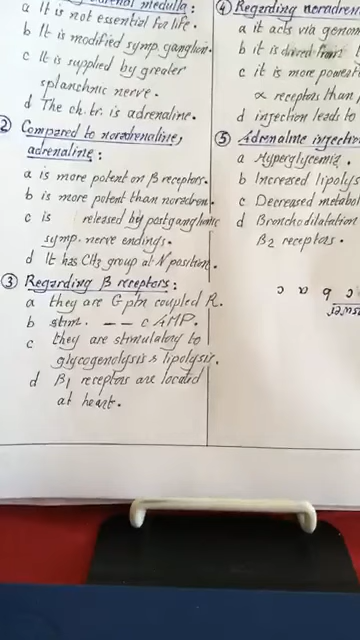 adrenal medulla:
a It is not essential for life.
b It is modified symp. ganglion.
c It is supplied by greater
splanchnic nerve.
d The ch. tr. is adrenaline.
② Compared to noradrenaline,
adrenaline:
a is more potent on β receptors.
b is more potent than noradren.
c is released by postganglionic
symp. nerve endings.
d It has CH3 group at N position.
③ Regarding β receptors:
a they are G ptn coupled R.
b stim. — — cAMP.
c they are stimulatory to
glycogenolysis & lipolysis.
d β1 receptors are located
at heart.
④ Regarding noradren
a it acts via genom
b it is derived from
c it is more potent
α receptors than
d injection leads to
⑤ Adrenaline injection
a Hyperglycemia.
b Increased lipolys
c Decreased metabol
d Bronchodilatation
β2 receptors.
c b a c